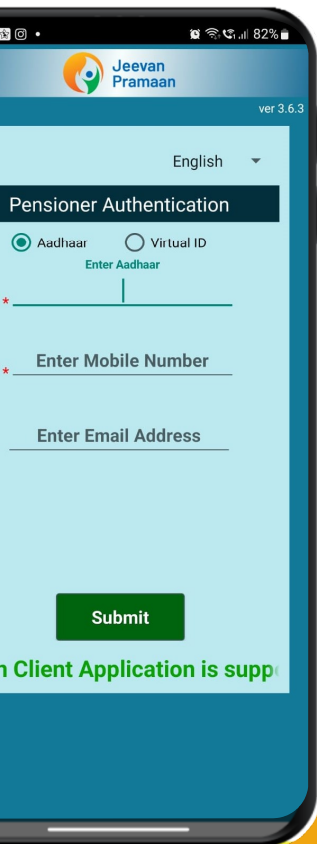 82%
Jeevan
Pramaan
ver 3.6.3
English
Pensioner Authentication
Aadhaar Virtual ID
Enter Aadhaar
*
* Enter Mobile Number
Enter Email Address
Submit
n Client Application is suppo